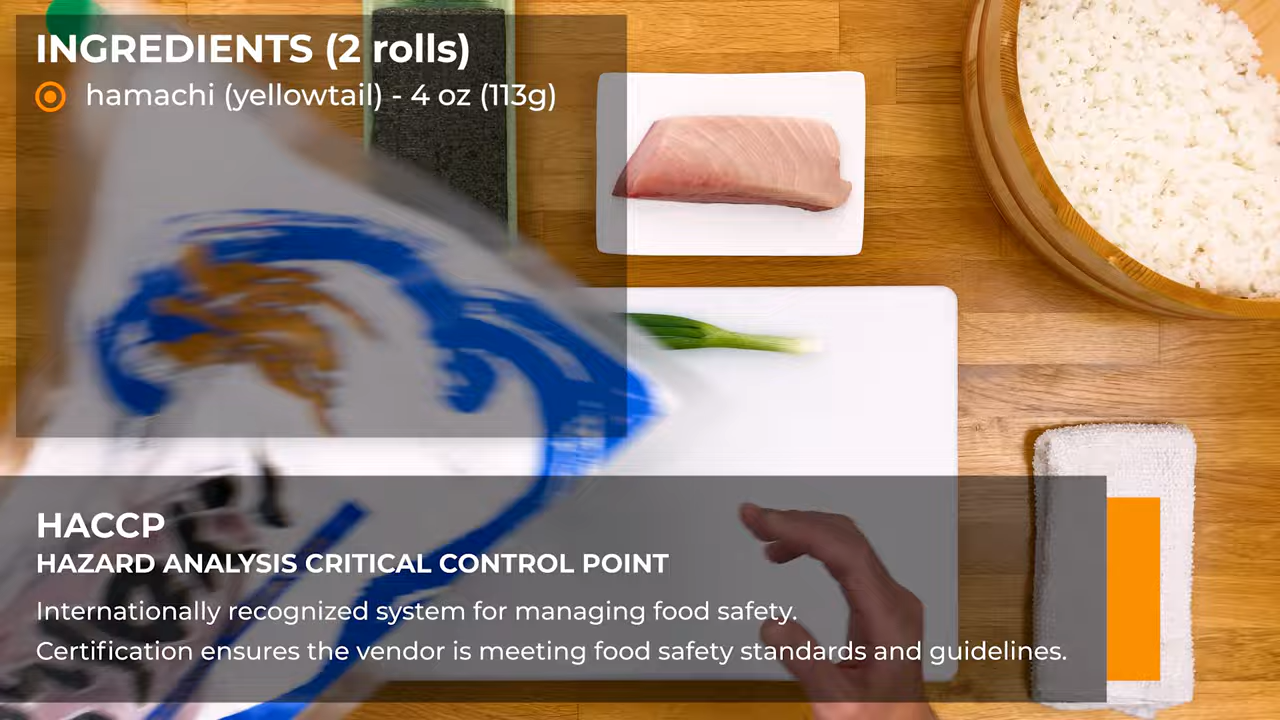 INGREDIENTS (2 rolls)
hamachi (yellowtail) - 4 oz (113g)
HACCP
HAZARD ANALYSIS CRITICAL CONTROL POINT
Internationally recognized system for managing food safety.
Certification ensures the vendor is meeting food safety standards and guidelines.